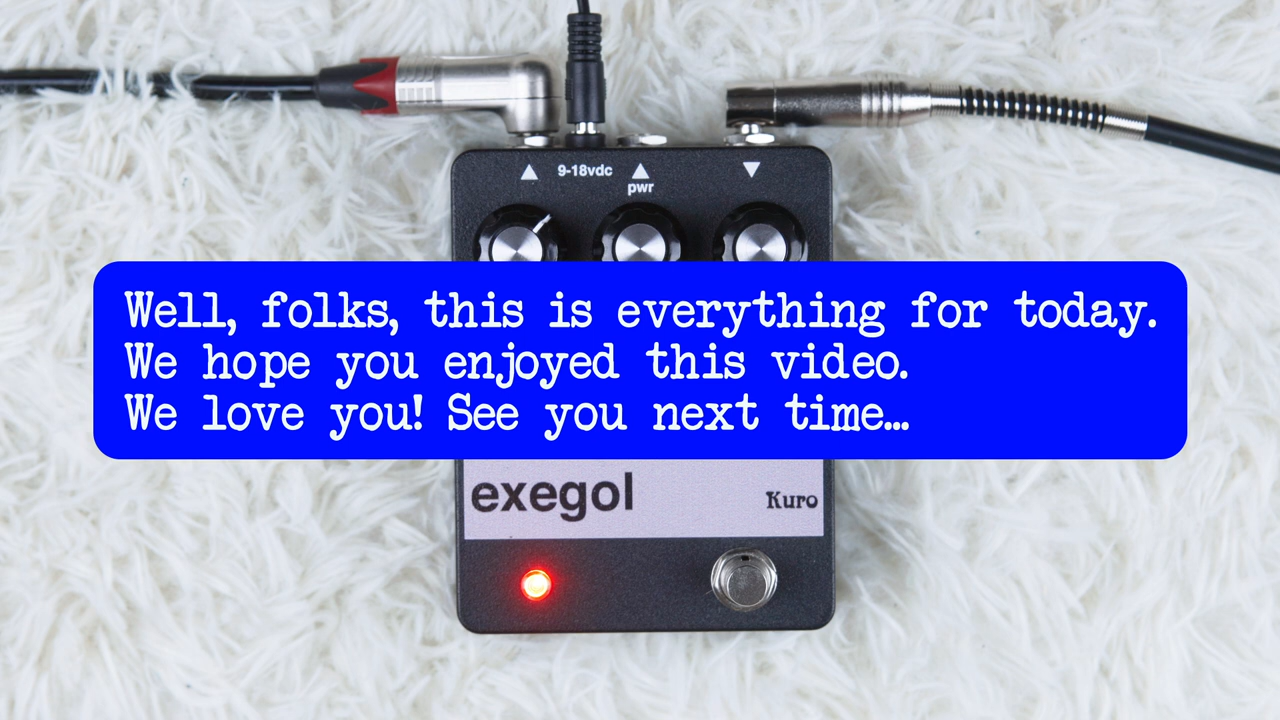 9-18vdc
pwr
Well, folks, this is everything for today.
We hope you enjoyed this video.
We love you! See you next time...
exegol
Kuro